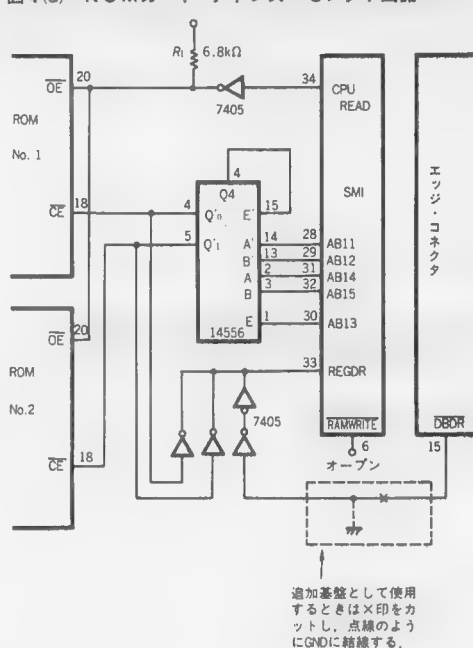 R₁ 6.8kΩ
20
OE
ROM
No. 1
18
CE
7405
34
CPU
READ
SMI
4
Q4
4
Q'₀
E'
15
5
Q'₁
A'
14
28
AB11
B'
13
29
AB12
A
2
31
AB14
B
3
32
AB15
E
1
30
AB13
14556
エッジ・コネクタ
20
OE
ROM
No.2
18
CE
33
REGDR
7405
RAMWRITE
6
オープン
DBDR
15
追加基盤として使用
するときは×印をカ
ットし,点線のよう
にGNDに結線する.